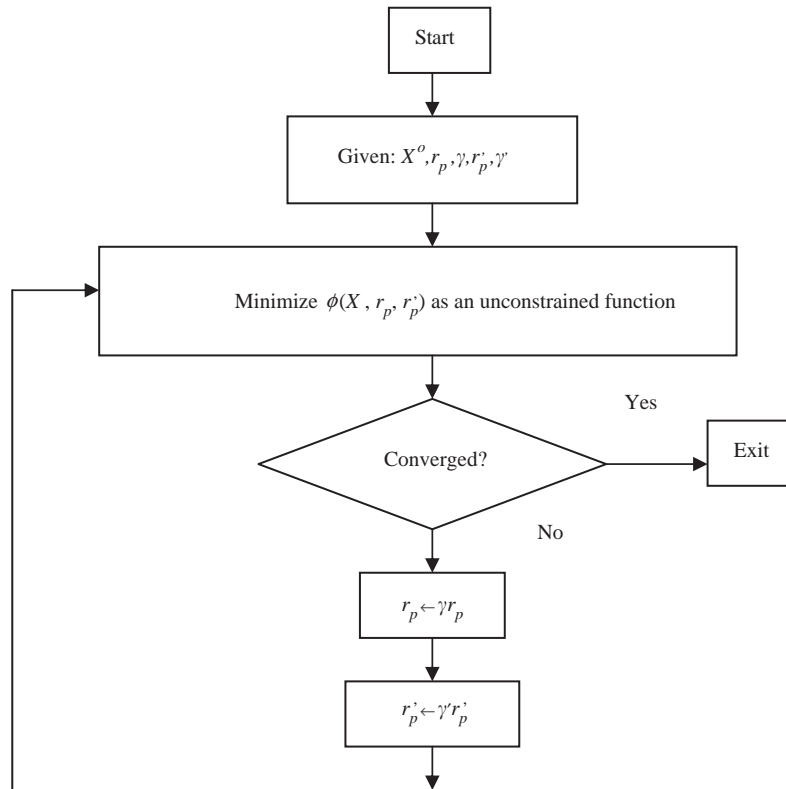 Start
Given: X^o, r_p, γ, r_p', γ'
Minimize ϕ(X , r_p, r_p') as an unconstrained function
Yes
Converged?
Exit
No
r_p ← γr_p
r_p' ← γ'r_p'